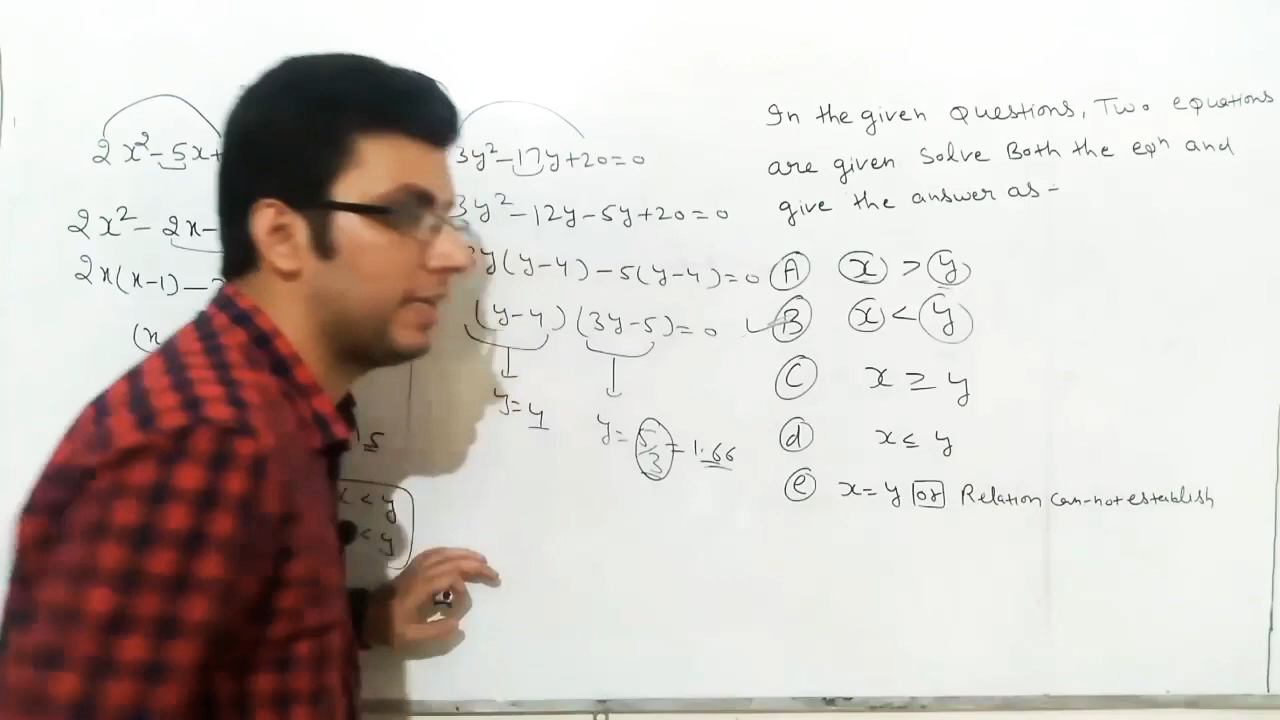 2x²-5x+
2x²-2x-
2x(x-1)-
(x
1.5
x<y
<y
3y²-17y+20=0
3y²-12y-5y+20=0
3y(y-4)-5(y-4)=0
(y-4)(3y-5)=0
y=4
y=5/3=1.66
In the given Questions, Two equations
are given Solve Both the eqn and
give the answer as-
A x>y
B x<y
C x≥y
d x≤y
e x=y or Relation can-not establish